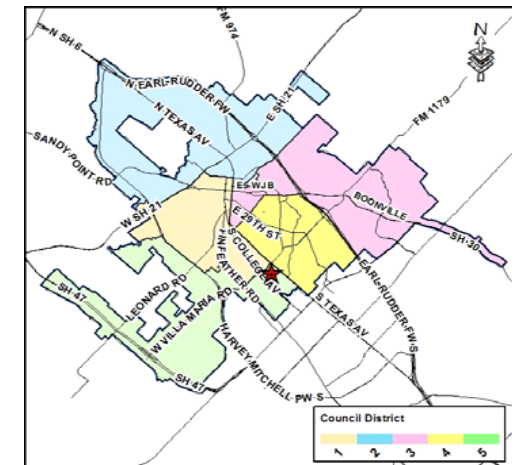 N SH 6
FM 974
N
N EARL RUDDER FW
E SH 21
N TEXAS AV
FM 1179
SANDY POINT RD
E S WJB
BOONVILLE
W SH 21
E 29TH ST
SH-30
S COLLEGE AV
FINFEATHER RD
SH 47
LEONARD RD
W VILLA MARIA RD
S TEXAS AV
EARL-RUDDER-FW-S
HARVEY-MITCHELL-PW-S
SH-47
Council District
1 2 3 4 5